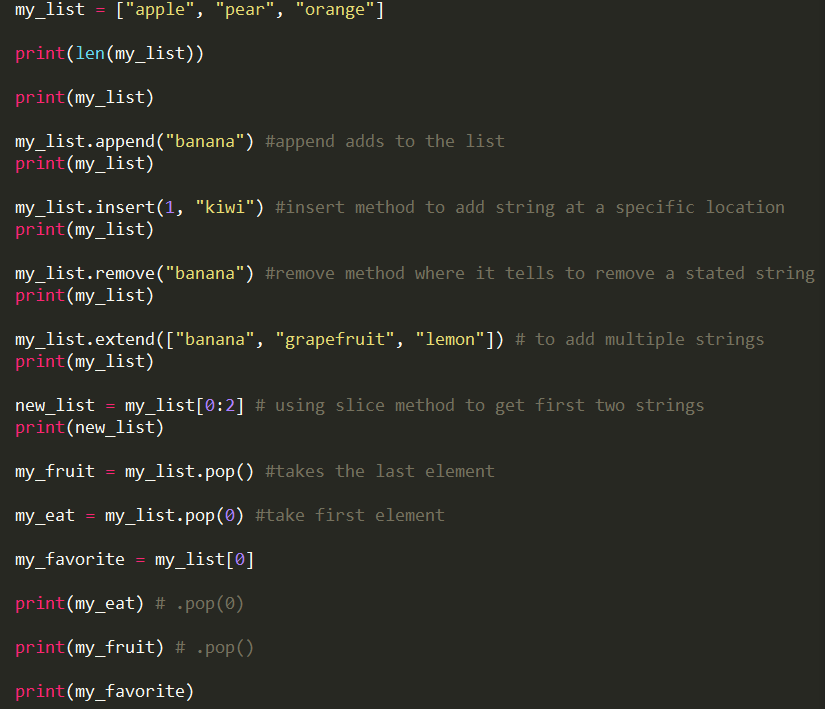 my_list = ["apple", "pear", "orange"]
print(len(my_list))
print(my_list)
my_list.append("banana") #append adds to the list
print(my_list)
my_list.insert(1, "kiwi") #insert method to add string at a specific location
print(my_list)
my_list.remove("banana") #remove method where it tells to remove a stated string
print(my_list)
my_list.extend(["banana", "grapefruit", "lemon"]) # to add multiple strings
print(my_list)
new_list = my_list[0:2] # using slice method to get first two strings
print(new_list)
my_fruit = my_list.pop() #takes the last element
my_eat = my_list.pop(0) #take first element
my_favorite = my_list[0]
print(my_eat) # .pop(0)
print(my_fruit) # .pop()
print(my_favorite)